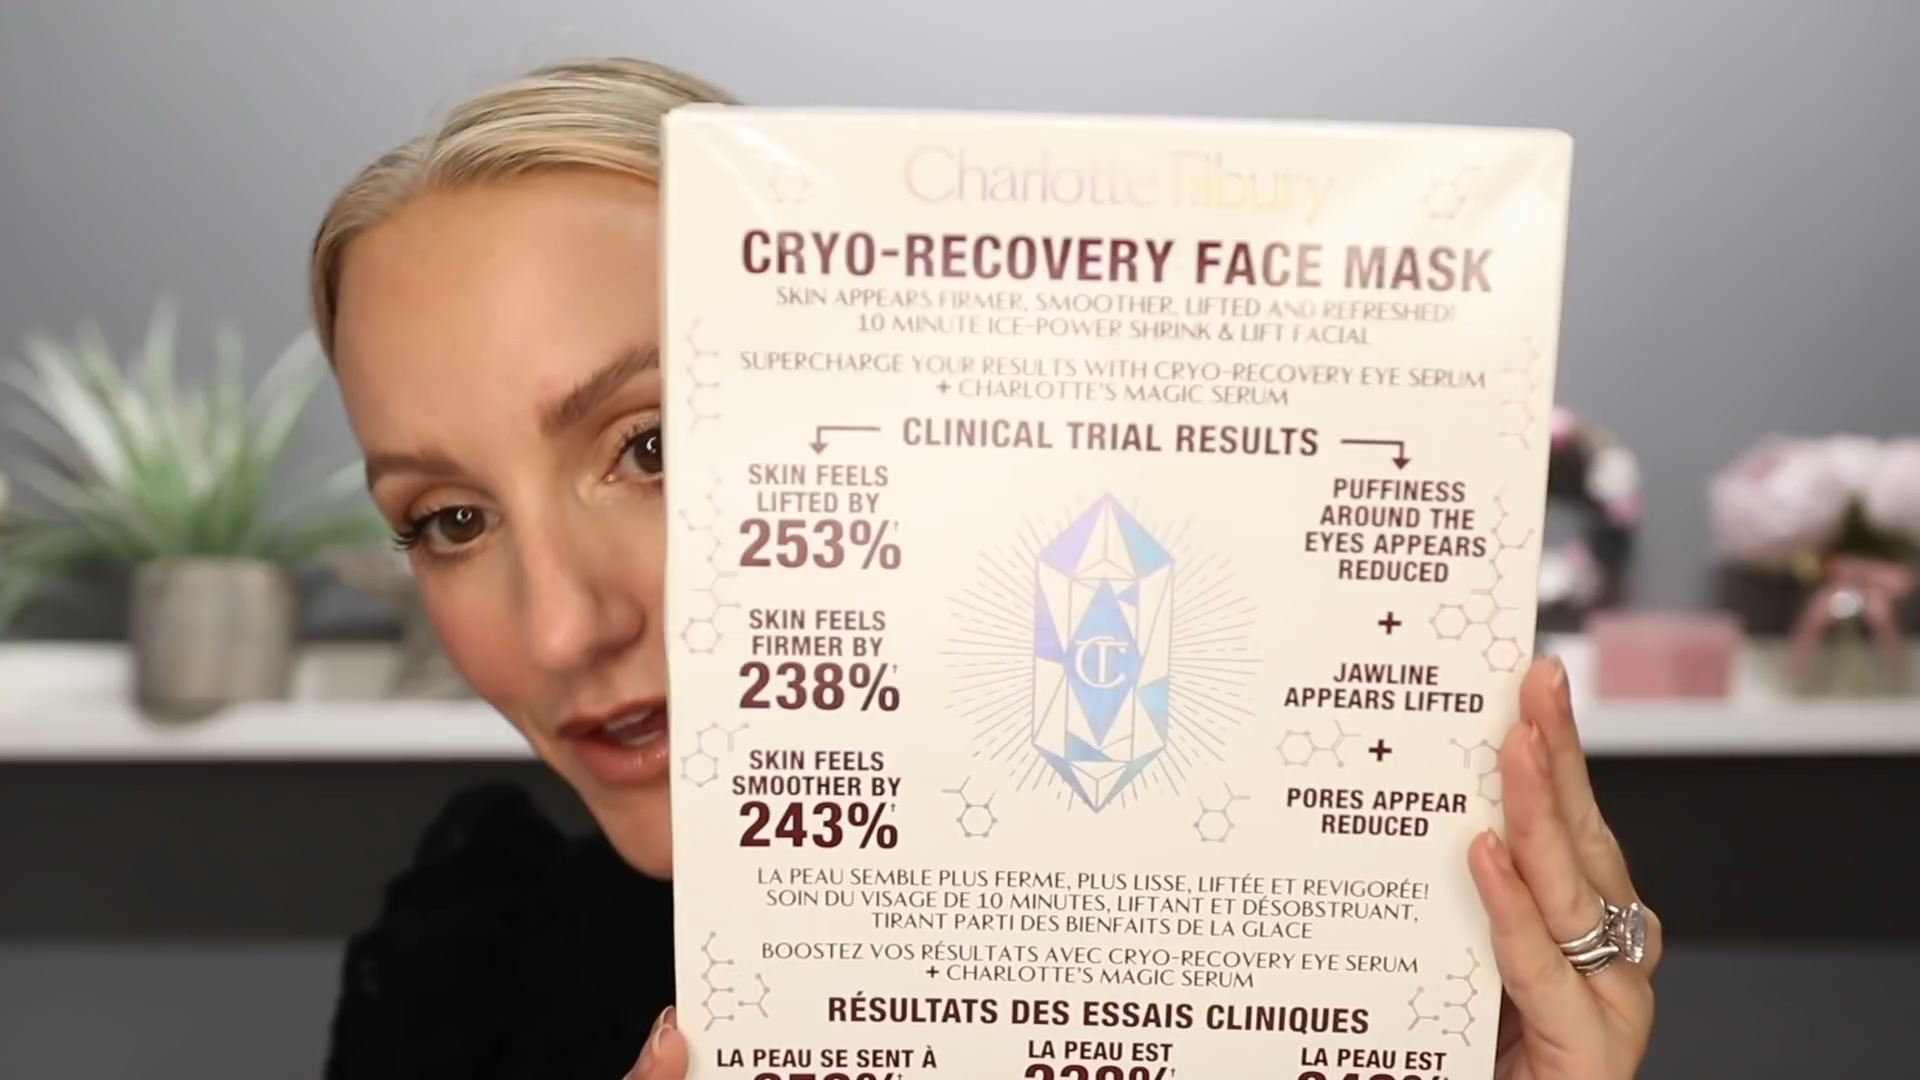 Charlotte Tilbury
CRYO-RECOVERY FACE MASK
SKIN APPEARS FIRMER, SMOOTHER, LIFTED AND REFRESHED!
10 MINUTE ICE-POWER SHRINK & LIFT FACIAL
SUPERCHARGE YOUR RESULTS WITH CRYO-RECOVERY EYE SERUM
+ CHARLOTTE'S MAGIC SERUM
CLINICAL TRIAL RESULTS
SKIN FEELS
LIFTED BY
253%†
SKIN FEELS
FIRMER BY
238%†
SKIN FEELS
SMOOTHER BY
243%†
PUFFINESS
AROUND THE
EYES APPEARS
REDUCED
+
JAWLINE
APPEARS LIFTED
+
PORES APPEAR
REDUCED
CT
LA PEAU SEMBLE PLUS FERME, PLUS LISSE, LIFTÉE ET REVIGORÉE!
SOIN DU VISAGE DE 10 MINUTES, LIFTANT ET DÉSOBSTRUANT,
TIRANT PARTI DES BIENFAITS DE LA GLACE
BOOSTEZ VOS RÉSULTATS AVEC CRYO-RECOVERY EYE SERUM
+ CHARLOTTE'S MAGIC SERUM
RÉSULTATS DES ESSAIS CLINIQUES
LA PEAU SE SENT À
LA PEAU EST
LA PEAU EST